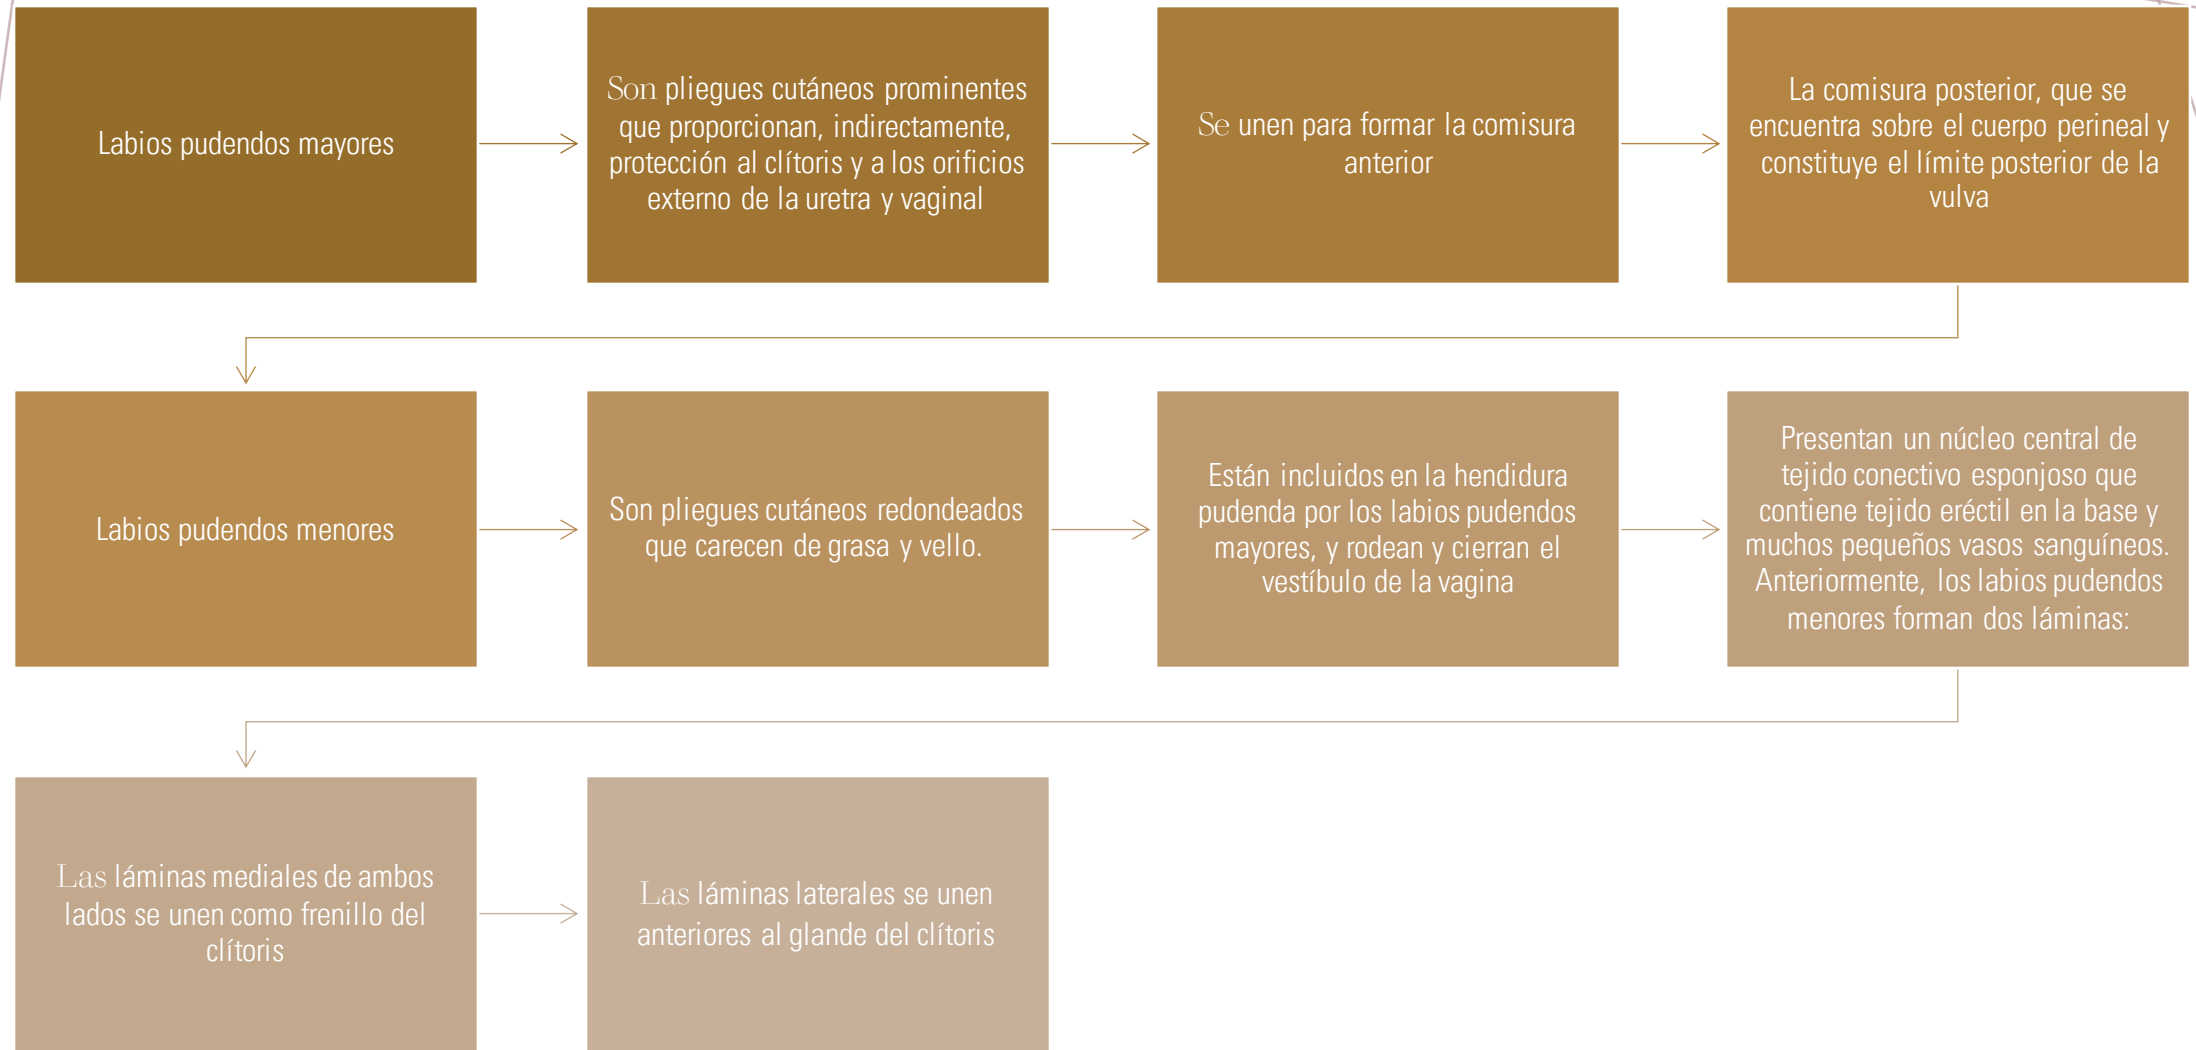 Labios pudendos mayores
Son pliegues cutáneos prominentes
que proporcionan, indirectamente,
protección al clítoris y a los orificios
externo de la uretra y vaginal
Se unen para formar la comisura
anterior
La comisura posterior, que se
encuentra sobre el cuerpo perineal y
constituye el límite posterior de la
vulva
Labios pudendos menores
Son pliegues cutáneos redondeados
que carecen de grasa y vello.
Están incluidos en la hendidura
pudenda por los labios pudendos
mayores, y rodean y cierran el
vestíbulo de la vagina
Presentan un núcleo central de
tejido conectivo esponjoso que
contiene tejido eréctil en la base y
muchos pequeños vasos sanguíneos.
Anteriormente, los labios pudendos
menores forman dos láminas:
Las láminas mediales de ambos
lados se unen como frenillo del
clítoris
Las láminas laterales se unen
anteriores al glande del clítoris